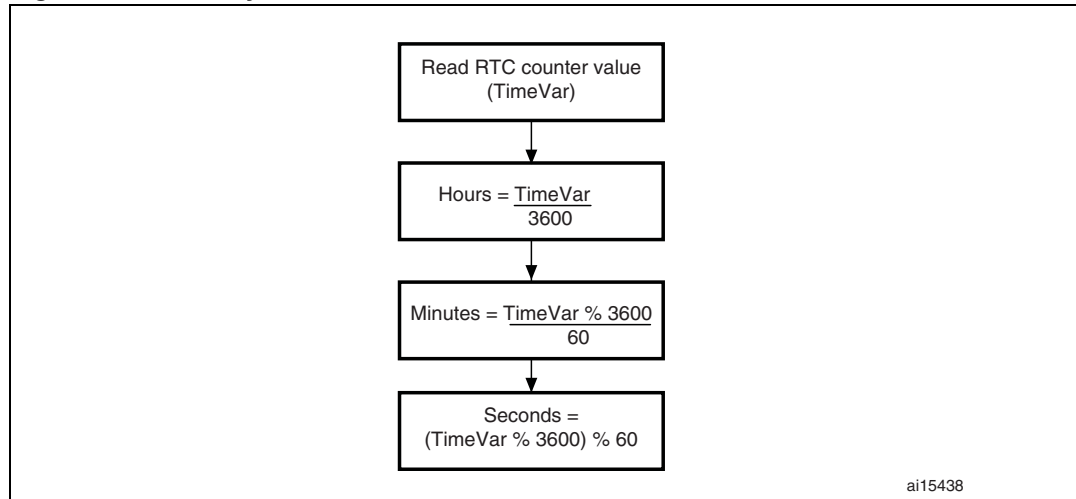 Read RTC counter value
(TimeVar)
Hours = TimeVar
3600
Minutes = TimeVar % 3600
60
Seconds =
(TimeVar % 3600) % 60
ai15438